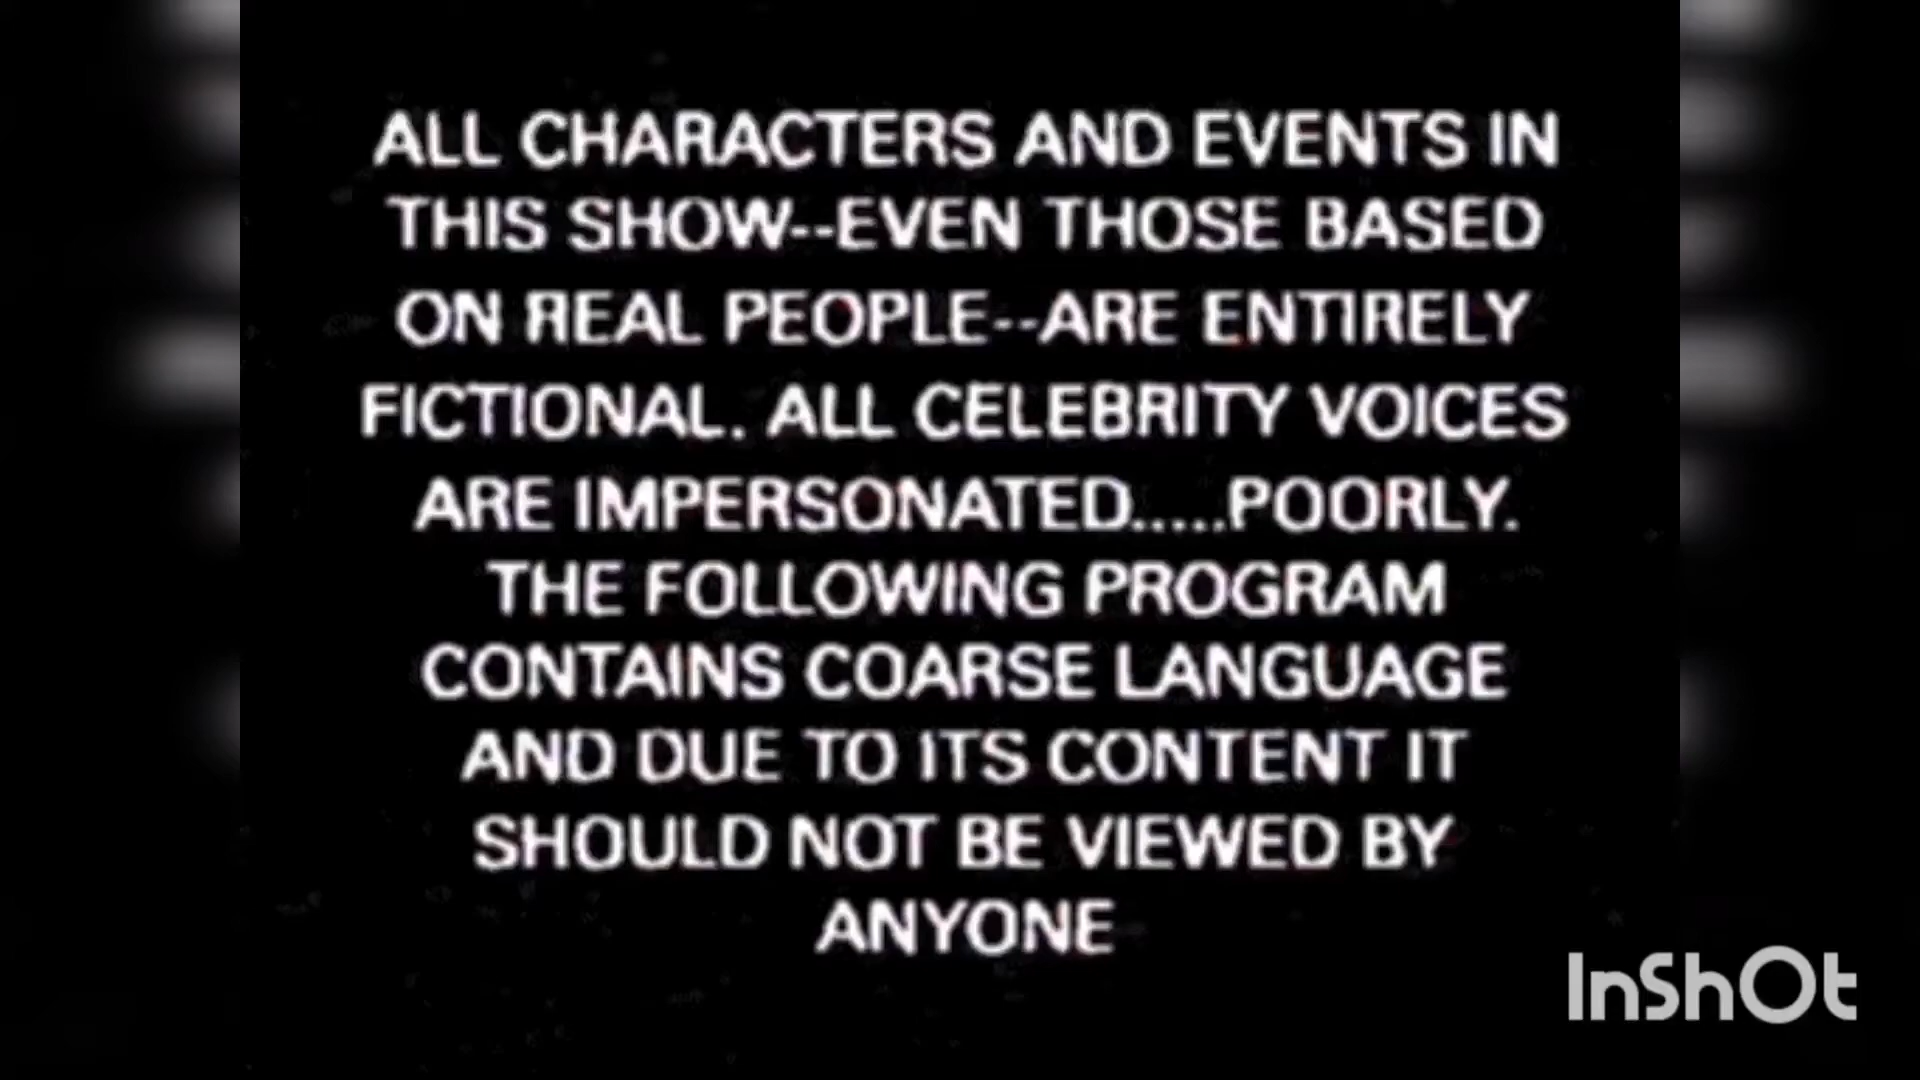 ALL CHARACTERS AND EVENTS IN
THIS SHOW--EVEN THOSE BASED
ON REAL PEOPLE--ARE ENTIRELY
FICTIONAL. ALL CELEBRITY VOICES
ARE IMPERSONATED.....POORLY.
THE FOLLOWING PROGRAM
CONTAINS COARSE LANGUAGE
AND DUE TO ITS CONTENT IT
SHOULD NOT BE VIEWED BY
ANYONE
InShOt